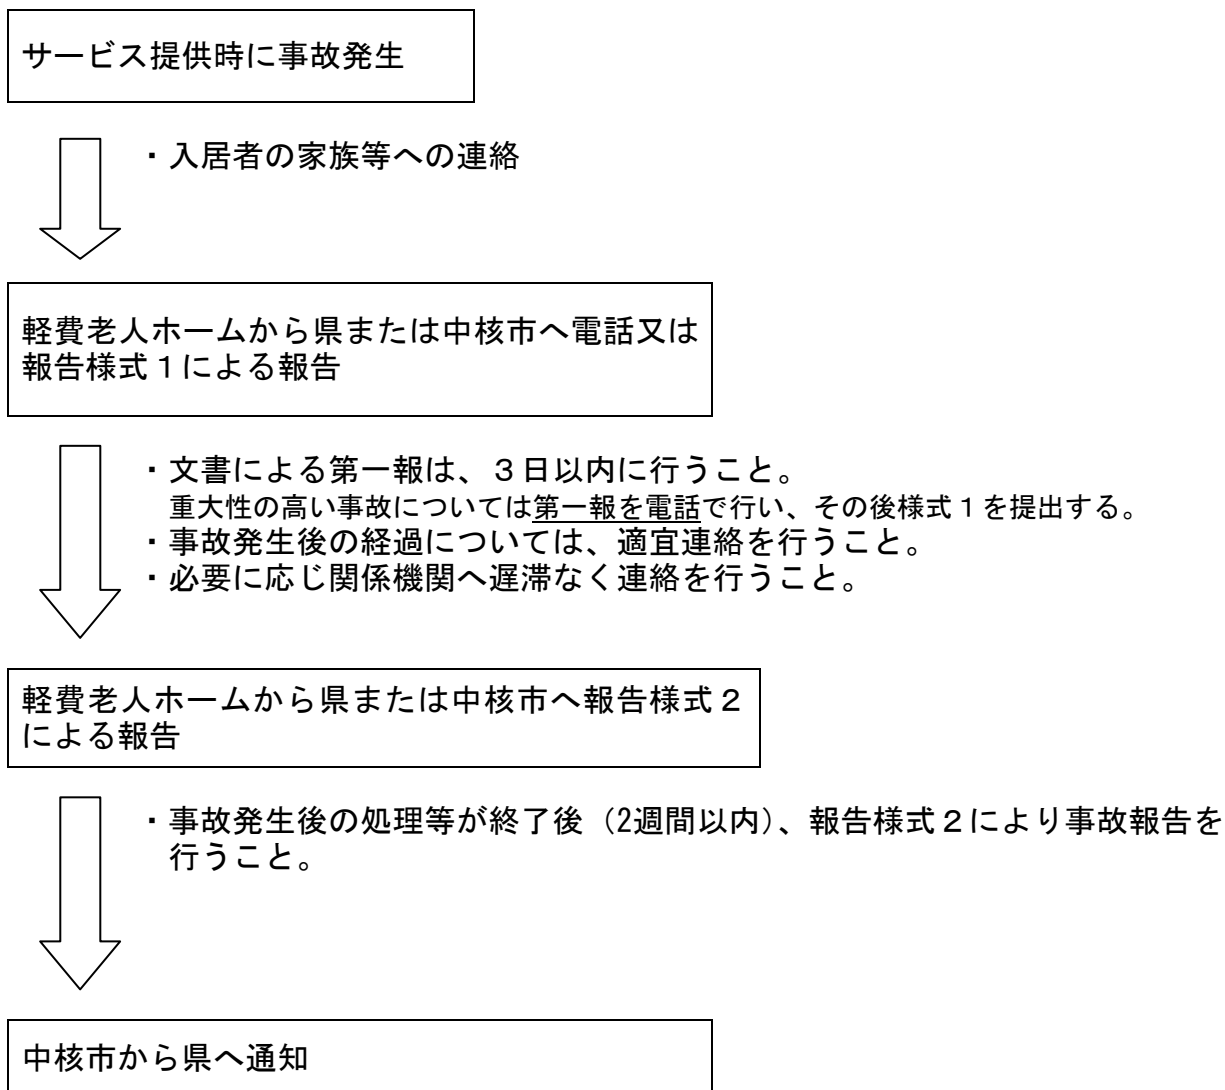 サービス提供時に事故発生
・入居者の家族等への連絡
軽費老人ホームから県または中核市へ電話又は
報告様式１による報告
・文書による第一報は、３日以内に行うこと。
重大性の高い事故については第一報を電話で行い、その後様式１を提出する。
・事故発生後の経過については、適宜連絡を行うこと。
・必要に応じ関係機関へ遅滞なく連絡を行うこと。
軽費老人ホームから県または中核市へ報告様式２
による報告
・事故発生後の処理等が終了後（2週間以内）、報告様式２により事故報告を
行うこと。
中核市から県へ通知